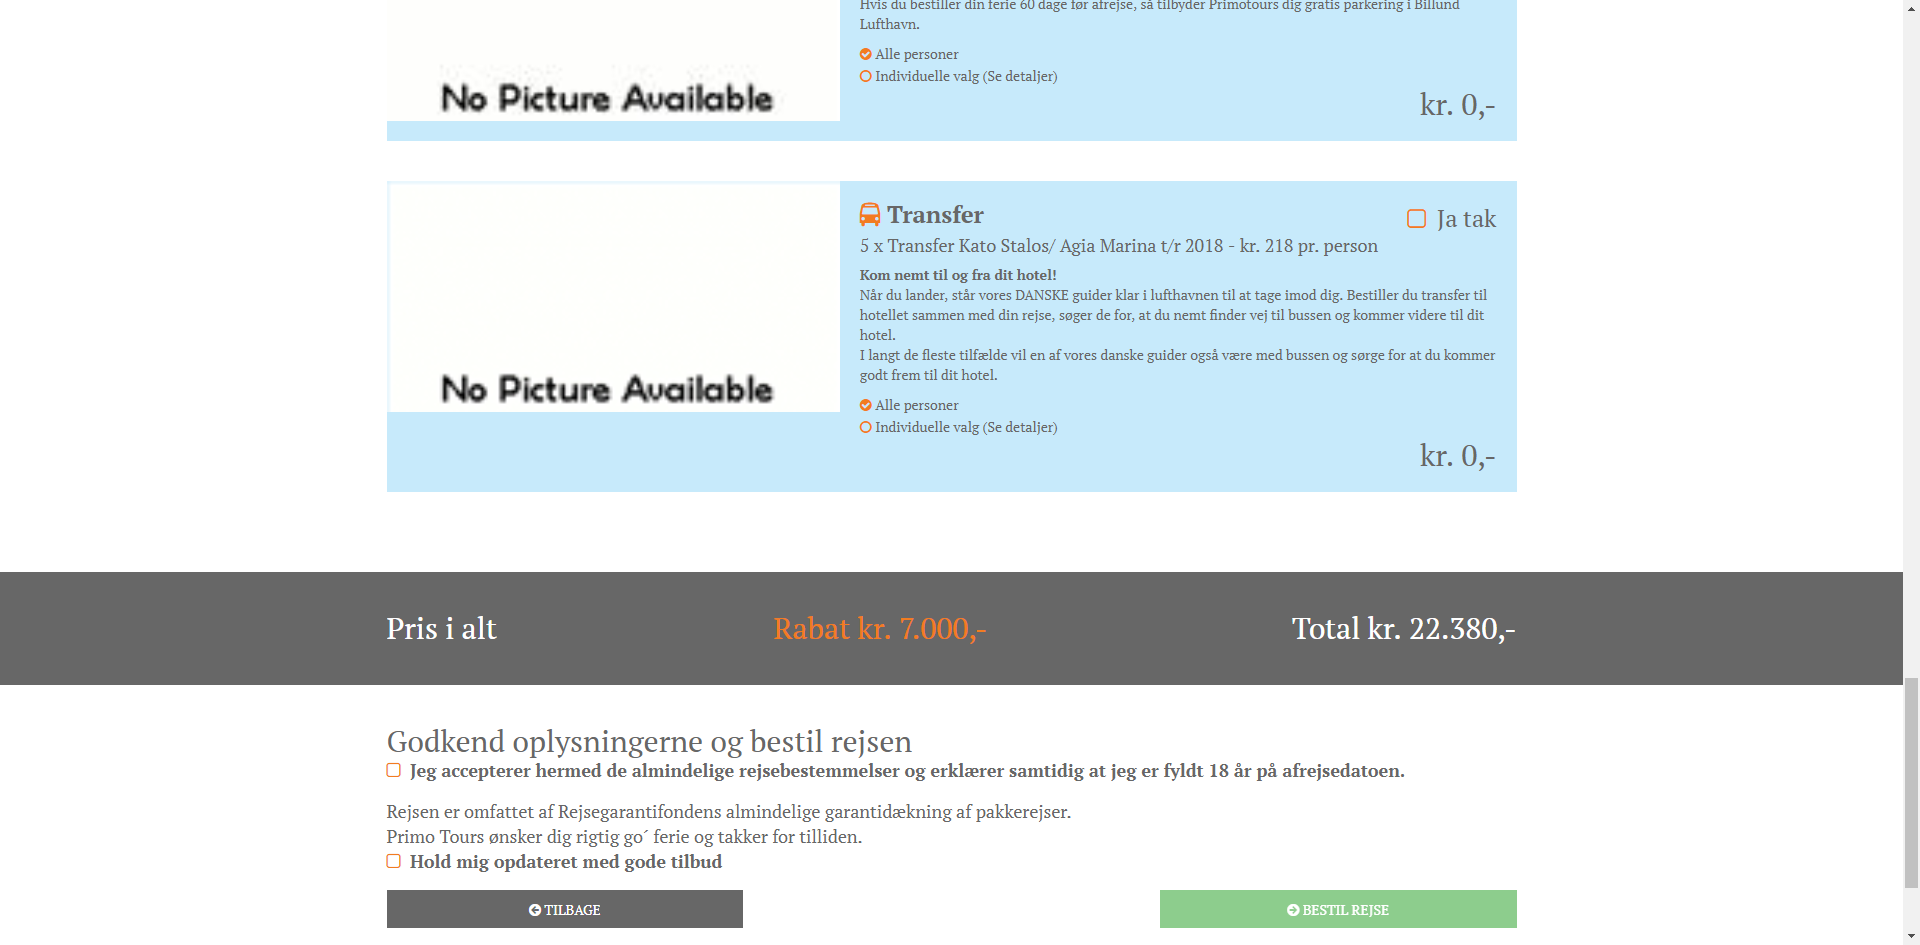 Hvis du bestiller din ferie 60 dage før afrejse, så tilbyder Primotours dig gratis parkering i Billund
Lufthavn.
Alle personer
Individuelle valg (Se detaljer)
No Picture Available
kr. 0,-
Transfer
Ja tak
5 x Transfer Kato Stalos/ Agia Marina t/r 2018 - kr. 218 pr. person
Kom nemt til og fra dit hotel!
Når du lander, står vores DANSKE guider klar i lufthavnen til at tage imod dig. Bestiller du transfer til
hotellet sammen med din rejse, søger de for, at du nemt finder vej til bussen og kommer videre til dit
hotel.
I langt de fleste tilfælde vil en af vores danske guider også være med bussen og sørge for at du kommer
godt frem til dit hotel.
No Picture Available
Alle personer
Individuelle valg (Se detaljer)
kr. 0,-
Pris i alt
Rabat kr. 7.000,-
Total kr. 22.380,-
Godkend oplysningerne og bestil rejsen
Jeg accepterer hermed de almindelige rejsebestemmelser og erklærer samtidig at jeg er fyldt 18 år på afrejsedatoen.
Rejsen er omfattet af Rejsegarantifondens almindelige garantidækning af pakkerejser.
Primo Tours ønsker dig rigtig go´ ferie og takker for tilliden.
Hold mig opdateret med gode tilbud
TILBAGE
BESTIL REJSE